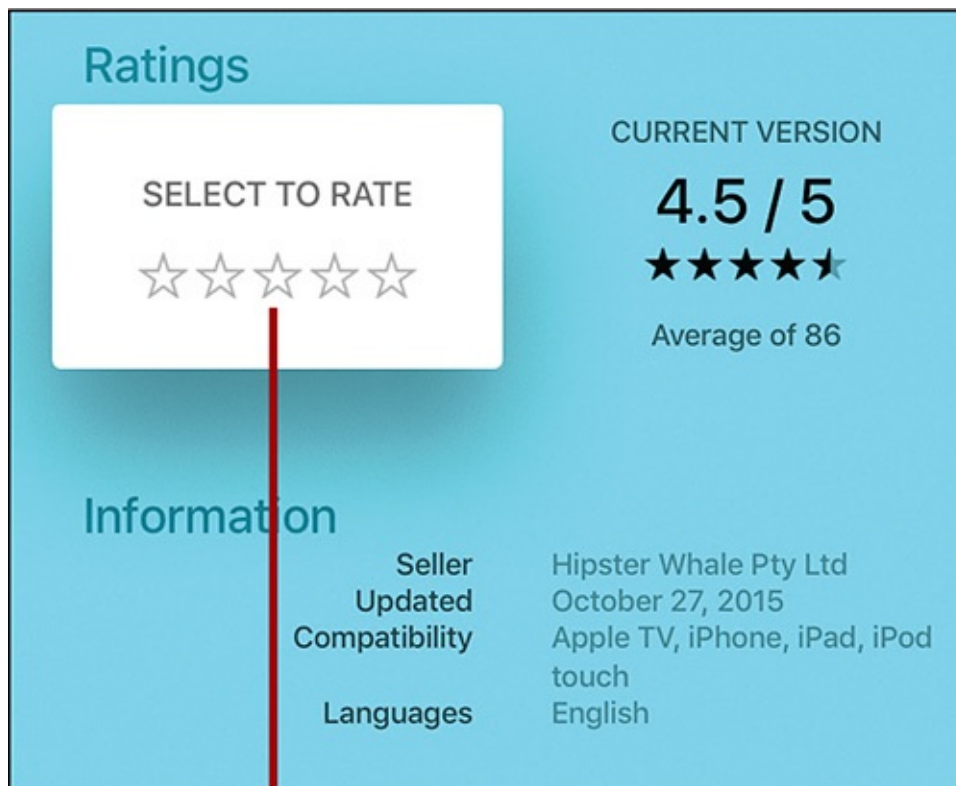 Ratings
SELECT TO RATE
CURRENT VERSION
4.5 / 5
Average of 86
Information
Seller Hipster Whale Pty Ltd
Updated October 27, 2015
Compatibility Apple TV, iPhone, iPad, iPod
touch
Languages English